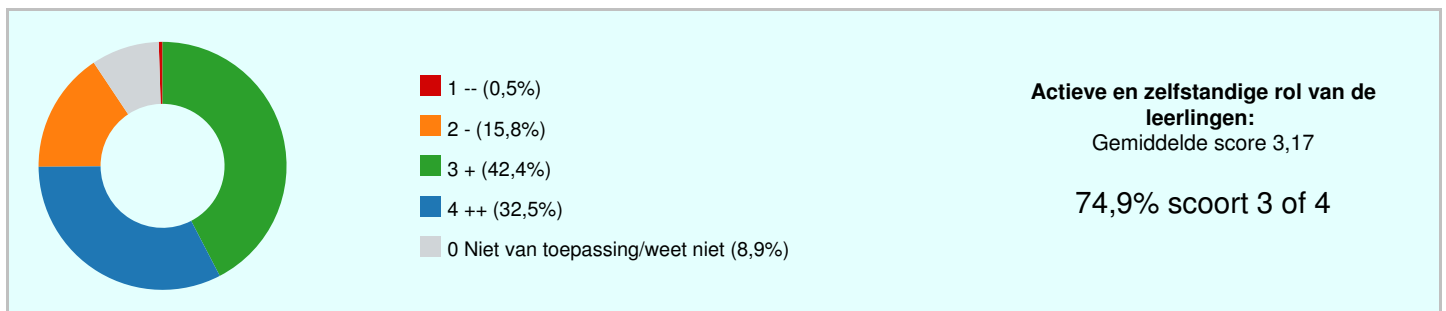 1 -- (0,5%)
2 - (15,8%)
3 + (42,4%)
4 ++ (32,5%)
0 Niet van toepassing/weet niet (8,9%)
Actieve en zelfstandige rol van de
leerlingen:
Gemiddelde score 3,17
74,9% scoort 3 of 4